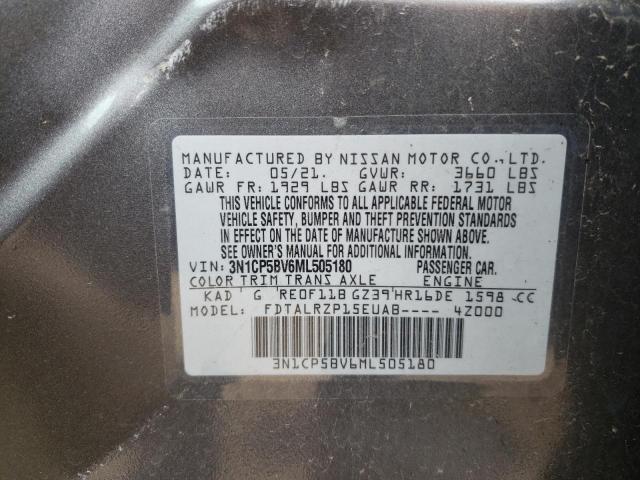 MANUFACTURED BY NISSAN MOTOR CO.,LTD.
DATE: 05/21. GVWR: 3660 LBS
GAWR FR: 1929 LBS GAWR RR: 1731 LBS
THIS VEHICLE CONFORMS TO ALL APPLICABLE FEDERAL MOTOR
VEHICLE SAFETY, BUMPER AND THEFT PREVENTION STANDARDS
IN EFFECT ON THE DATE OF MANUFACTURE SHOWN ABOVE.
SEE OWNER'S MANUAL FOR ADDITIONAL INFORMATION.
VIN: 3N1CP5BV6ML505180 PASSENGER CAR.
COLOR TRIM TRANS AXLE ENGINE
KAD G RE0F11B GZ39 HR16DE 1598 CC
MODEL: FDTALRZP15EUAB---- 4Z000
3N1CP5BV6ML505180